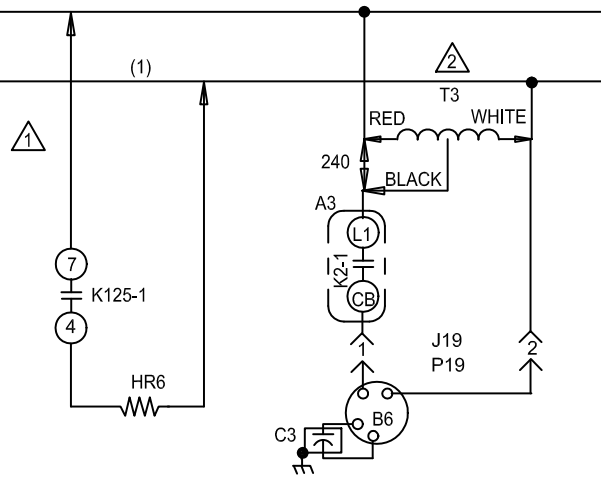 (1)
2
T3
1
RED
WHITE
240
BLACK
A3
L1
7
K2-1
K125-1
CB
4
1
J19
2
P19
HR6
B6
C3